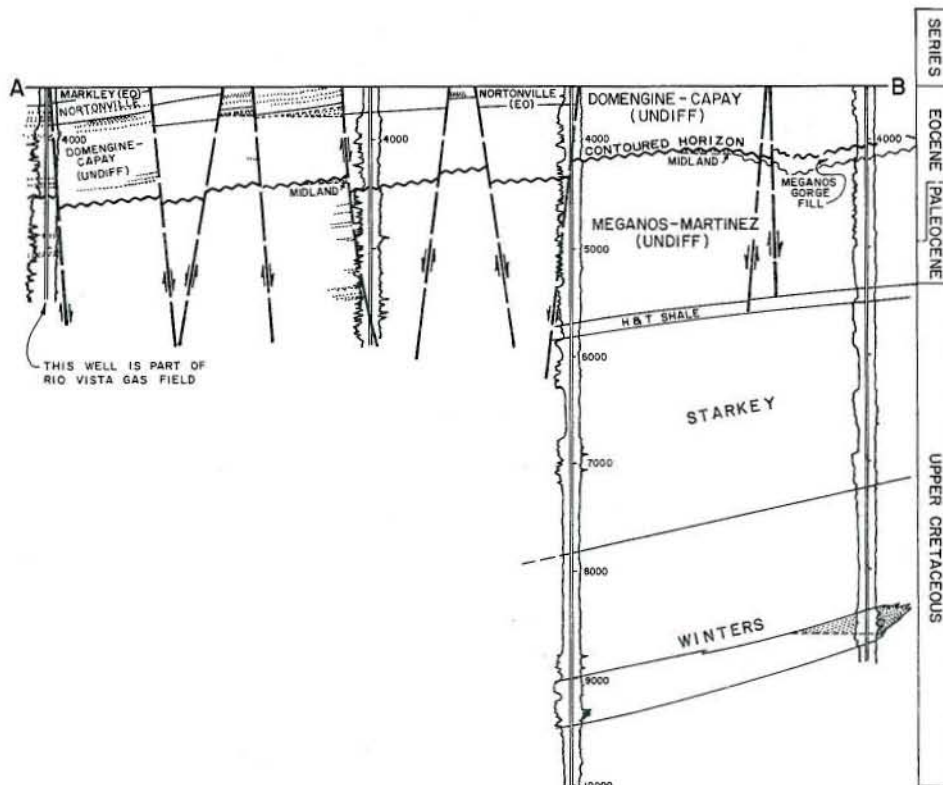 SERIES
A
B
MARKLEY (EO)
NORTONVILLE
NORTONVILLE
(EO)
DOMENGINE-CAPAY
(UNDIFF)
EOCENE
4000
4000
4000
4000
DOMENGINE-
CAPAY
(UNDIFF)
CONTOURED HORIZON
MIDLAND
MIDLAND
MEGANOS
GORGE
FILL
PALEOCENE
MEGANOS-MARTINEZ
(UNDIFF)
5000
H&T SHALE
6000
THIS WELL IS PART OF
RIO VISTA GAS FIELD
STARKEY
7000
UPPER CRETACEOUS
8000
WINTERS
9000